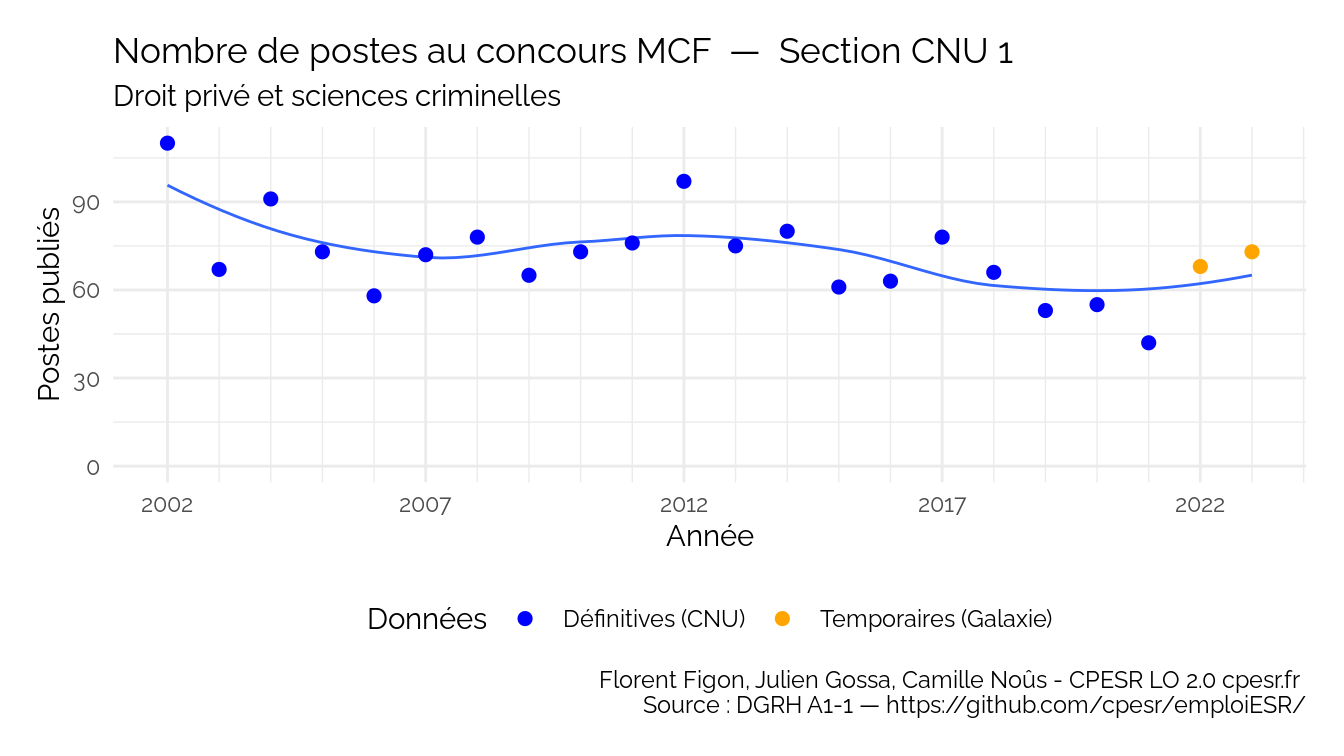 Nombre de postes au concours MCF — Section CNU 1
Droit privé et sciences criminelles
Postes publiés
90
60
30
0
2002 2007 2012 2017 2022
Année
Données Définitives (CNU) Temporaires (Galaxie)
Florent Figon, Julien Gossa, Camille Noûs - CPESR LO 2.0 cpesr.fr
Source : DGRH A1-1 — https://github.com/cpesr/emploiESR/